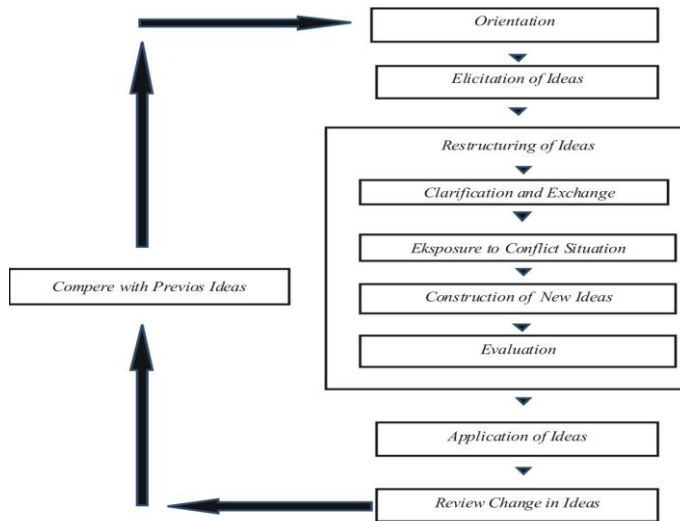 Orientation
Elicitation of Ideas
Restructuring of Ideas
Clarification and Exchange
Eksposure to Conflict Situation
Construction of New Ideas
Evaluation
Application of Ideas
Review Change in Ideas
Compere with Previos Ideas